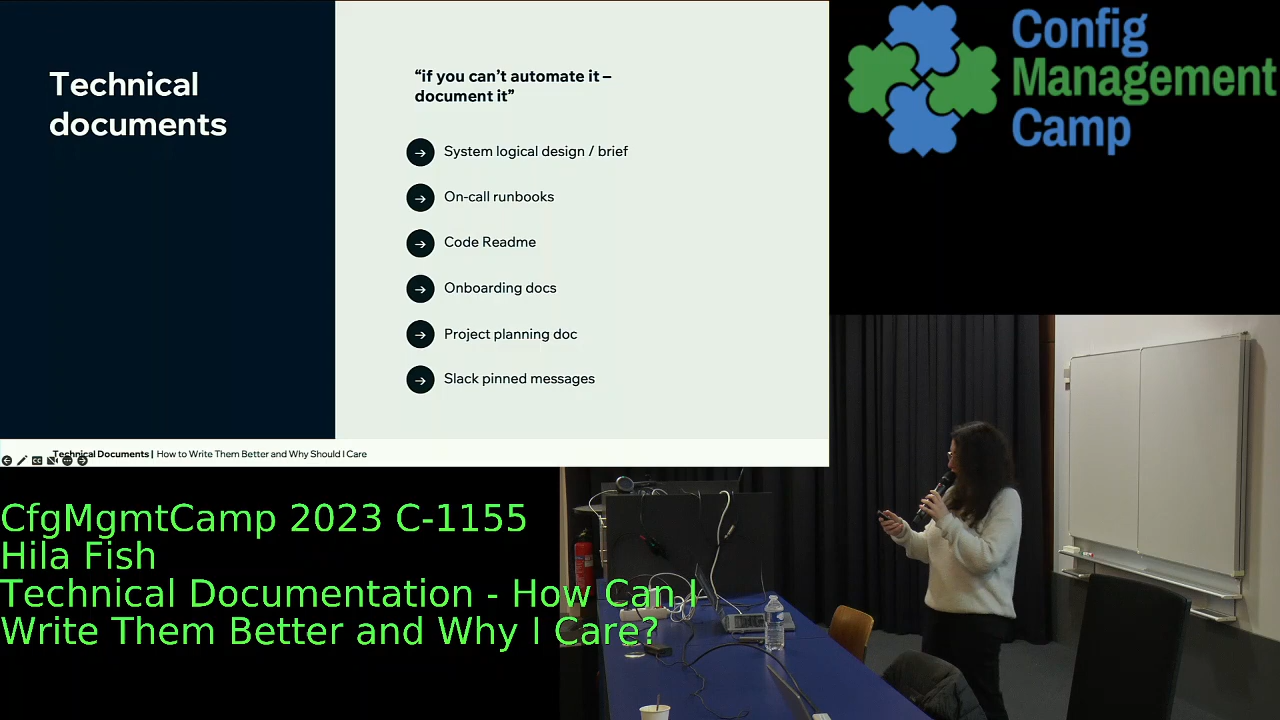 Technical
documents
“if you can’t automate it –
document it”
System logical design / brief
On-call runbooks
Code Readme
Onboarding docs
Project planning doc
Slack pinned messages
Technical Documents | How to Write Them Better and Why Should I Care
Config
Management
Camp
CfgMgmtCamp 2023 C-1155
Hila Fish
Technical Documentation - How Can I
Write Them Better and Why I Care?